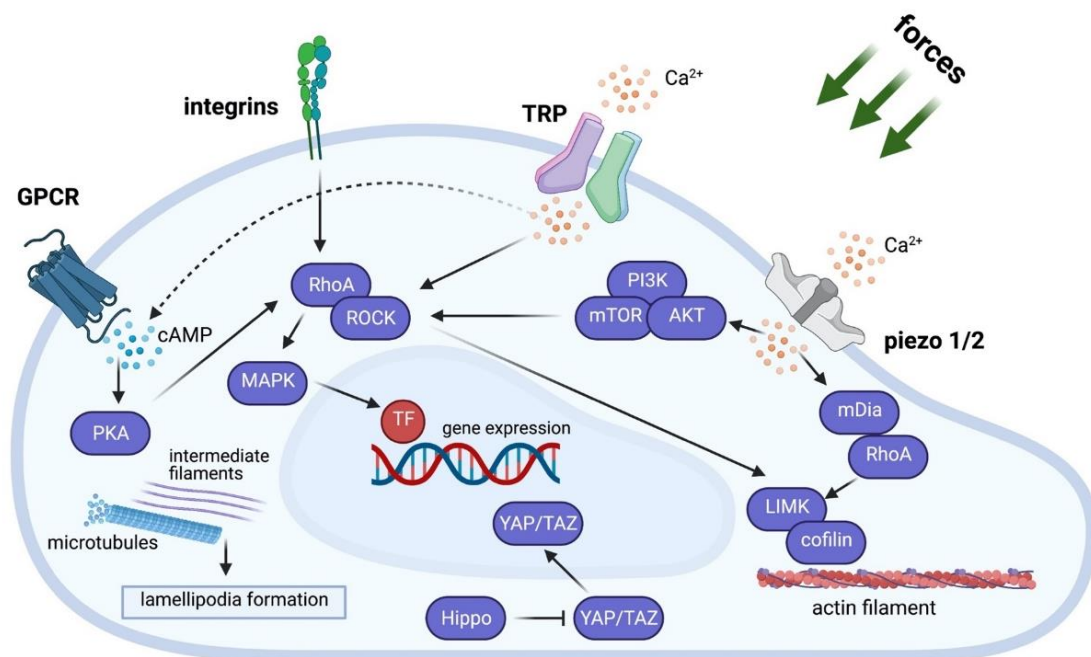 forces
Ca²⁺
TRP
integrins
GPCR
Ca²⁺
PI3K
RhoA
mTOR
AKT
ROCK
cAMP
piezo 1/2
MAPK
mDia
TF
PKA
gene expression
RhoA
intermediate
filaments
LIMK
YAP/TAZ
cofilin
microtubules
lamellipodia formation
actin filament
Hippo
YAP/TAZ